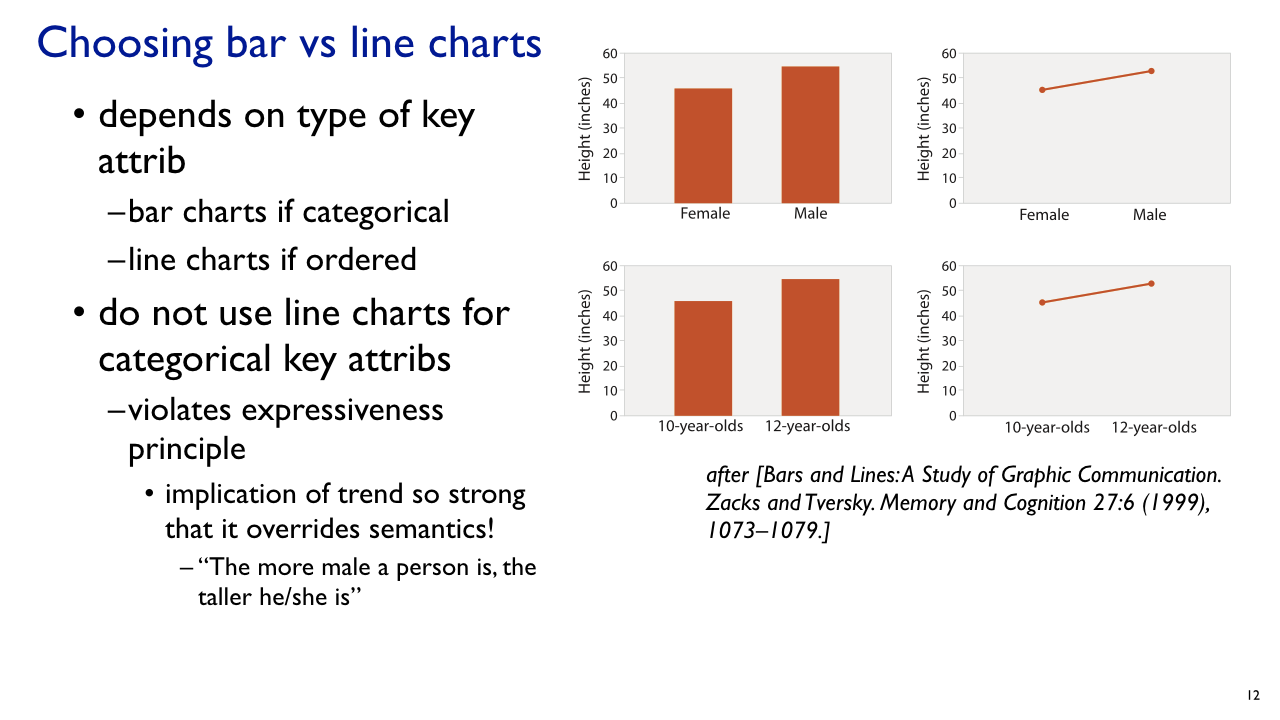 Choosing bar vs line charts
• depends on type of key
attrib
–bar charts if categorical
–line charts if ordered
• do not use line charts for
categorical key attribs
–violates expressiveness
principle
• implication of trend so strong
that it overrides semantics!
– “The more male a person is, the
taller he/she is”
Height (inches)
60
50
40
30
20
10
0
Female Male
Height (inches)
60
50
40
30
20
10
0
Female Male
Height (inches)
60
50
40
30
20
10
0
10-year-olds 12-year-olds
Height (inches)
60
50
40
30
20
10
0
10-year-olds 12-year-olds
after [Bars and Lines: A Study of Graphic Communication.
Zacks and Tversky. Memory and Cognition 27:6 (1999),
1073–1079.]
12